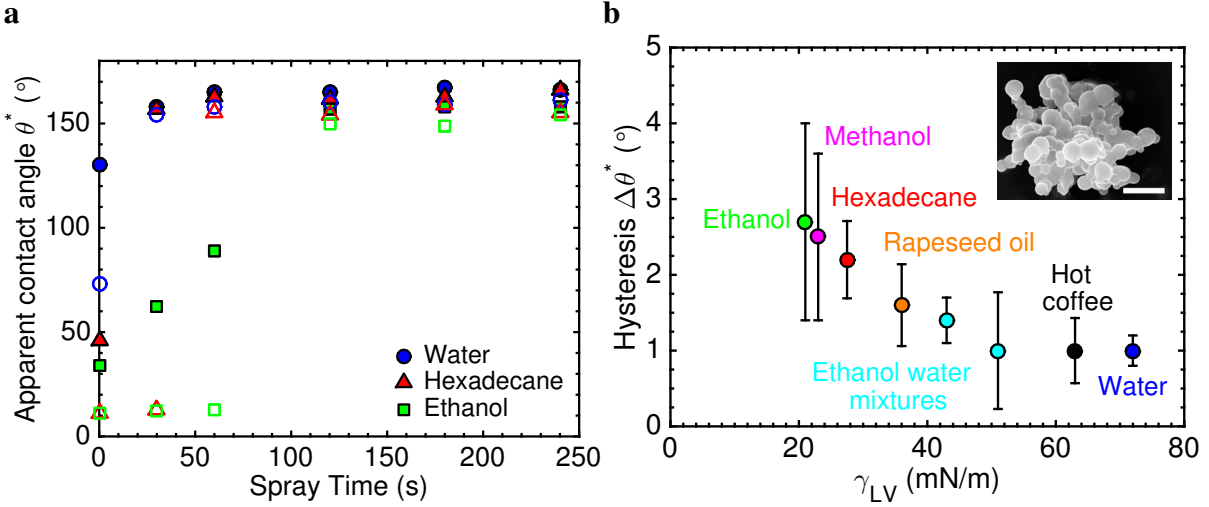 a
Apparent contact angle θ* (°)
150
100
50
0
0 50 100 150 200 250
Spray Time (s)
Water
Hexadecane
Ethanol
b
Hysteresis Δθ* (°)
5
4
3
2
1
0
0 20 40 60 80
γLV (mN/m)
Methanol
Hexadecane
Ethanol
Rapeseed oil
Hot
coffee
Ethanol water
mixtures
Water